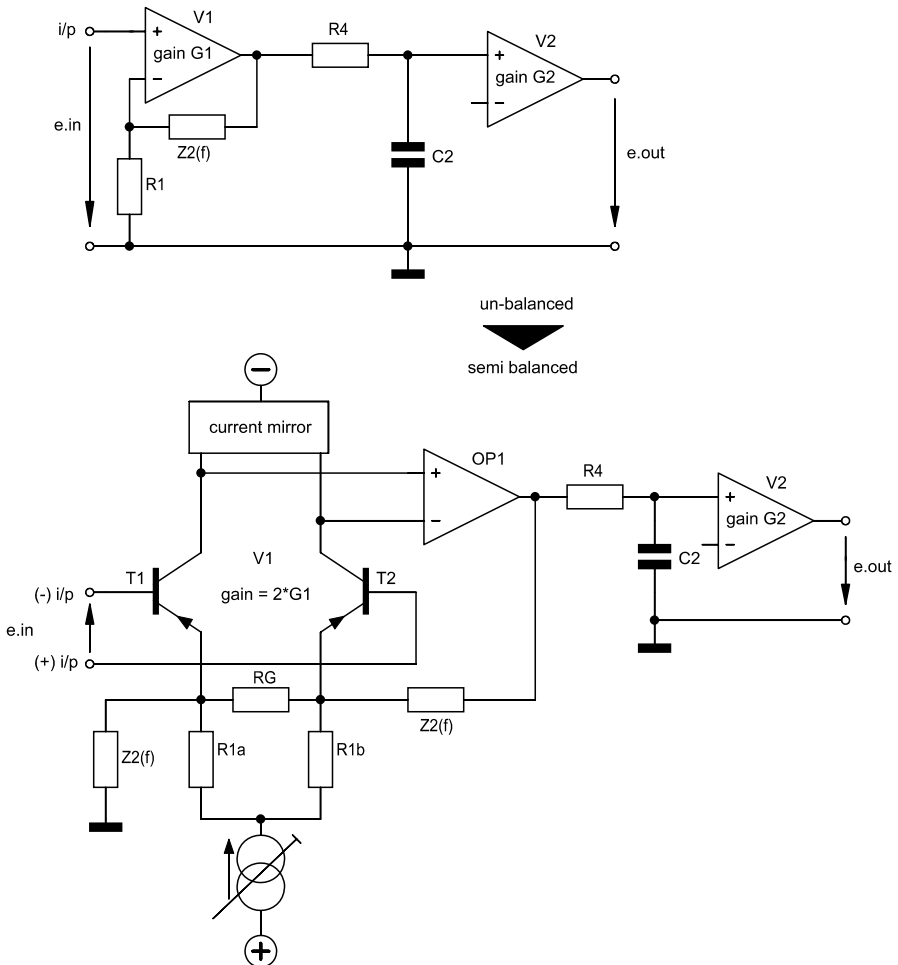 V1
i/p
+
gain G1
−
R4
V2
+
gain G2
−
e.in
Z2(f)
R1
C2
e.out
un-balanced
semi balanced
−
current mirror
OP1
+
−
R4
V2
+
gain G2
−
C2
e.out
V1
gain = 2*G1
T1
T2
(-) i/p
e.in
(+) i/p
RG
Z2(f)
Z2(f)
R1a
R1b
+